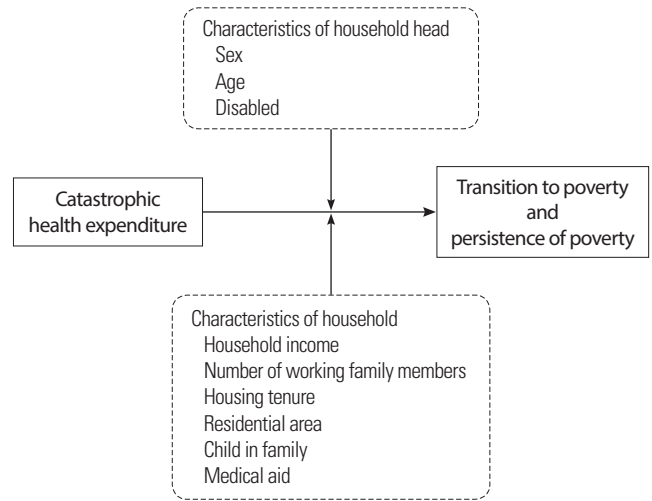 Characteristics of household head
Sex
Age
Disabled
Catastrophic
health expenditure
Transition to poverty
and
persistence of poverty
Characteristics of household
Household income
Number of working family members
Housing tenure
Residential area
Child in family
Medical aid